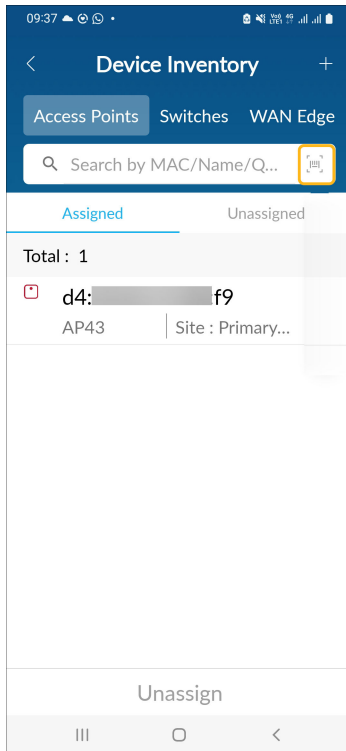 09:37
Device Inventory
Access Points Switches WAN Edge
Search by MAC/Name/Q...
Assigned Unassigned
Total : 1
d4: :f9
AP43 Site : Primary...
Unassign